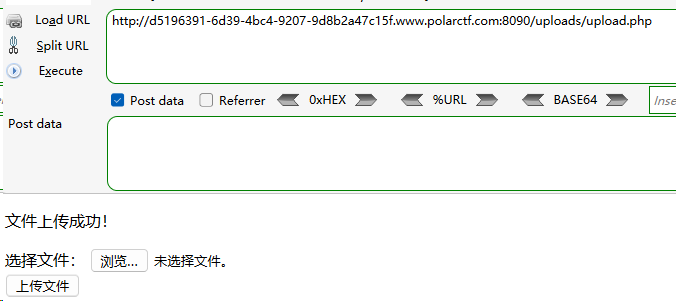 Load URL
http://d5196391-6d39-4bc4-9207-9d8b2a47c15f.www.polarctf.com:8090/uploads/upload.php
Split URL
Execute
Post data Referrer 0xHEX %URL BASE64 Inse
Post data
文件上传成功!
选择文件: 浏览... 未选择文件。
上传文件